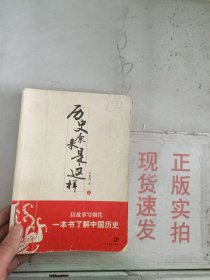 历史原来是这样
以故事写朝代
一本书了解中国历史
正版实拍
现货速发